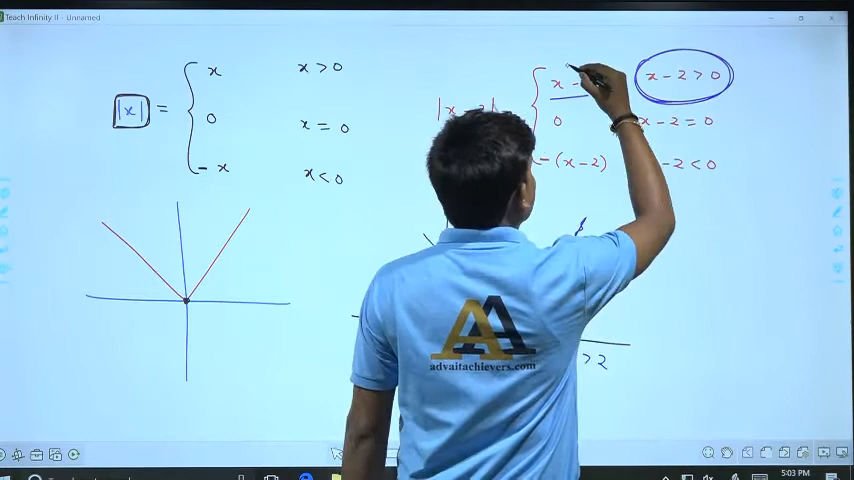 Teach Infinity II - Unnamed
|x| = { x x > 0
0 x = 0
- x x < 0
x - 2 > 0
0 x - 2 = 0
-(x-2) - 2 < 0
> 2
AA
advaitachievers.com
5:03 PM